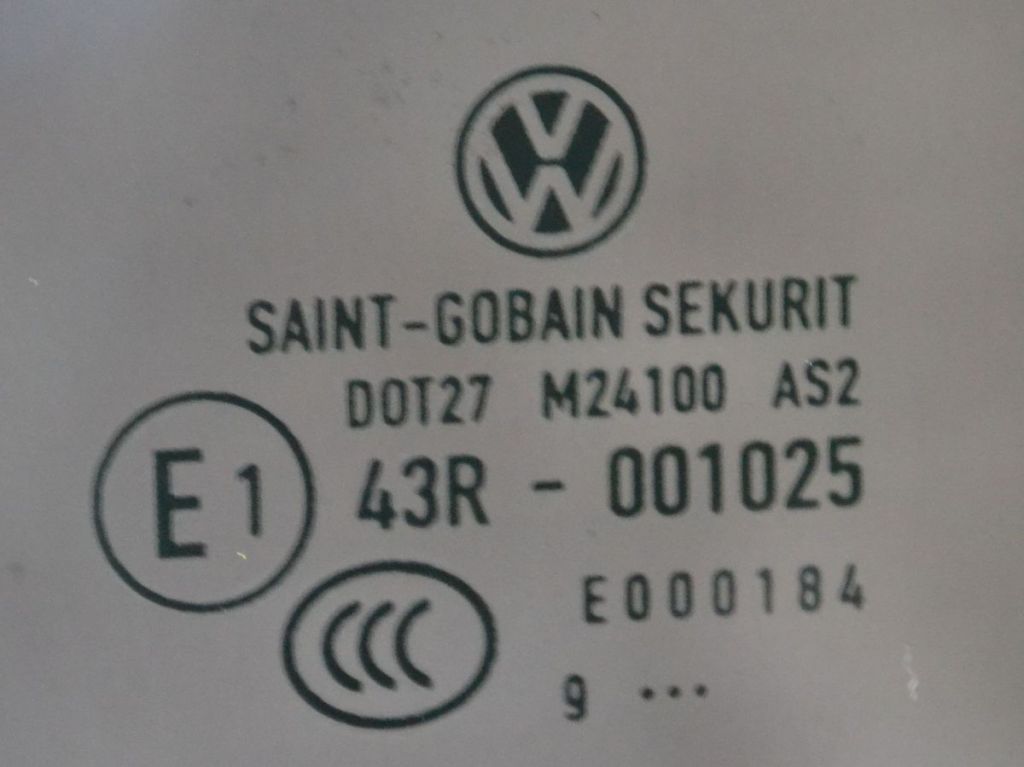 SAINT-GOBAIN SEKURIT
DOT27 M24100 AS2
E1 43R - 001025
E000184
9 ...